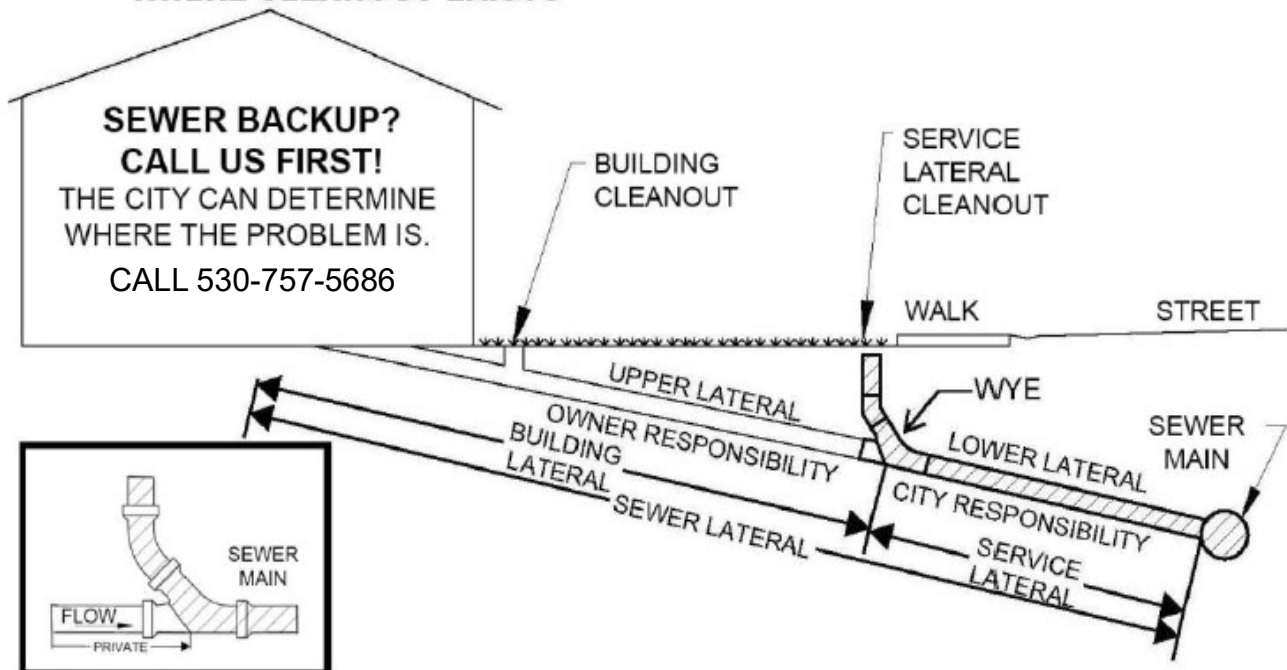 SEWER BACKUP?
CALL US FIRST!
THE CITY CAN DETERMINE
WHERE THE PROBLEM IS.
CALL 530-757-5686
BUILDING
CLEANOUT
SERVICE
LATERAL
CLEANOUT
WALK
STREET
UPPER LATERAL
WYE
OWNER RESPONSIBILITY
LOWER LATERAL
SEWER
MAIN
BUILDING
LATERAL
CITY RESPONSIBILITY
SEWER LATERAL
SERVICE
LATERAL
SEWER
MAIN
FLOW
PRIVATE